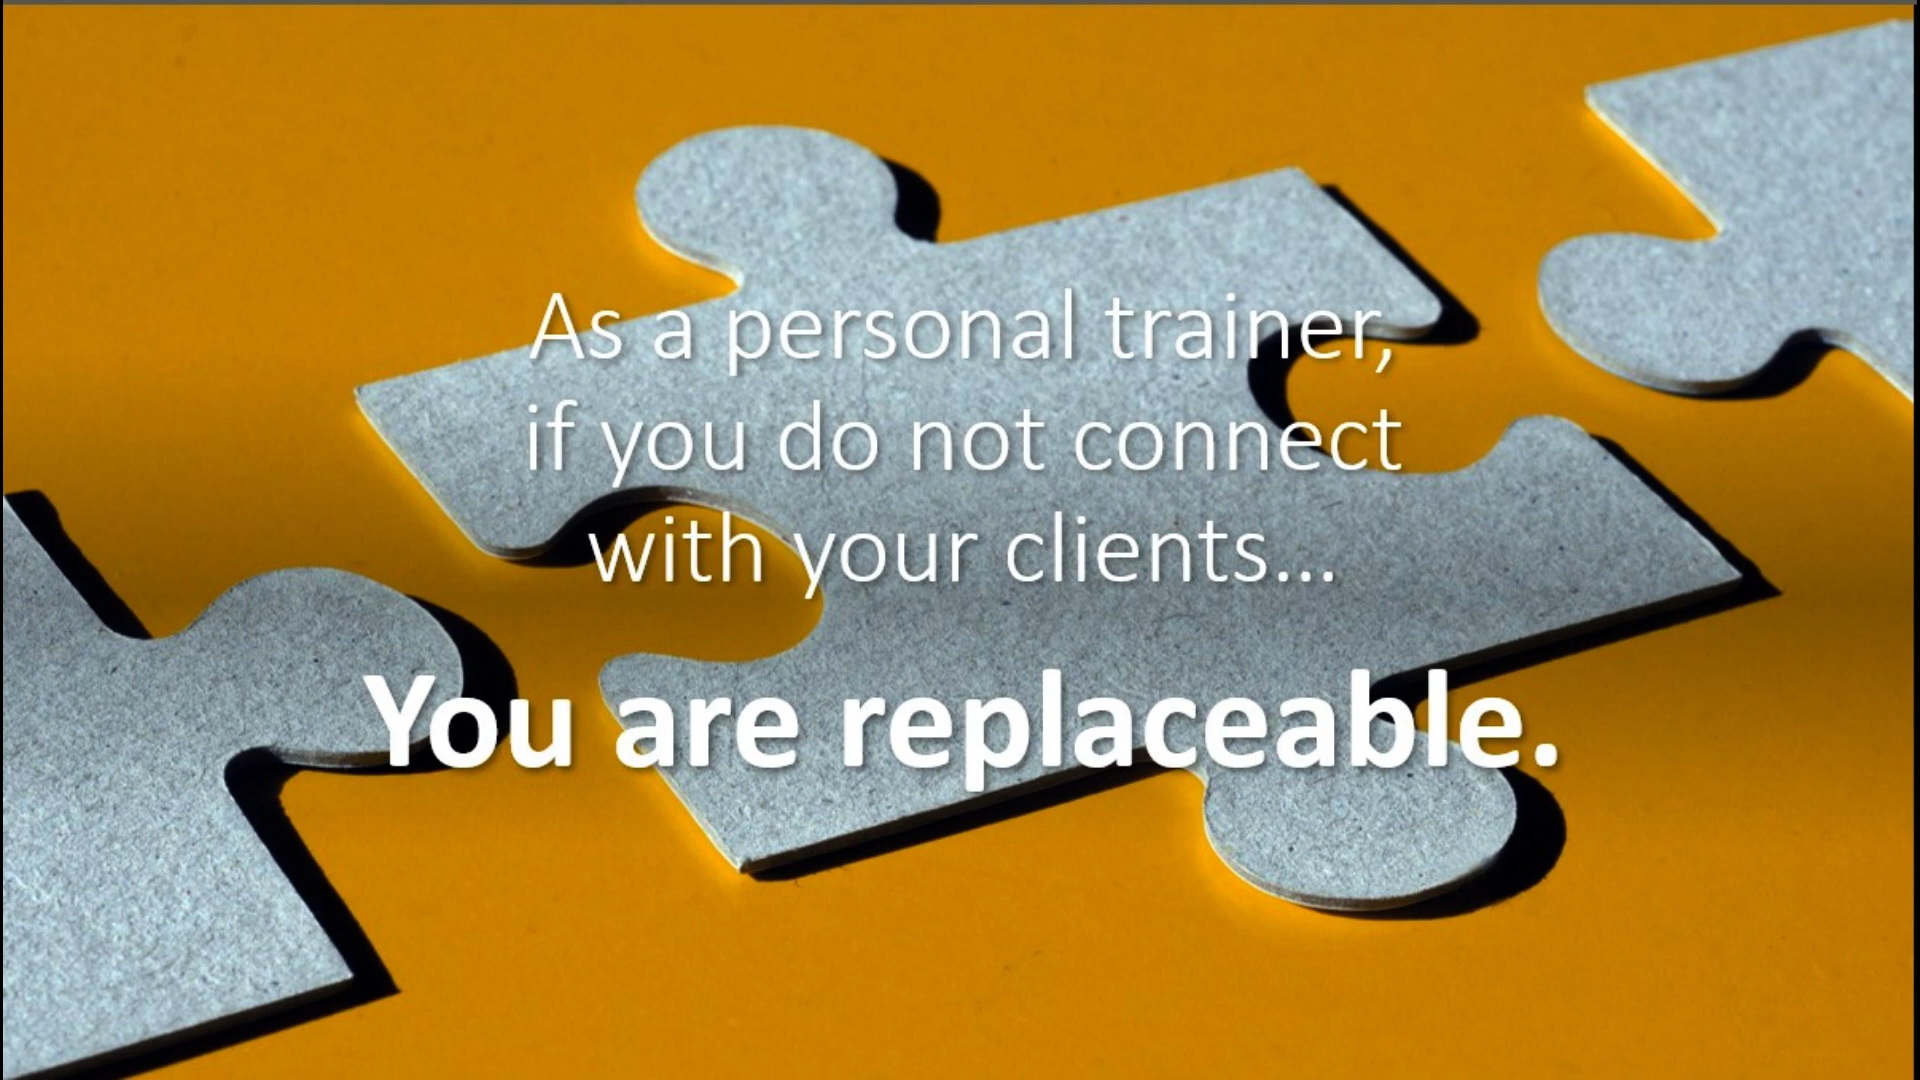 As a personal trainer,
if you do not connect
with your clients...
You are replaceable.